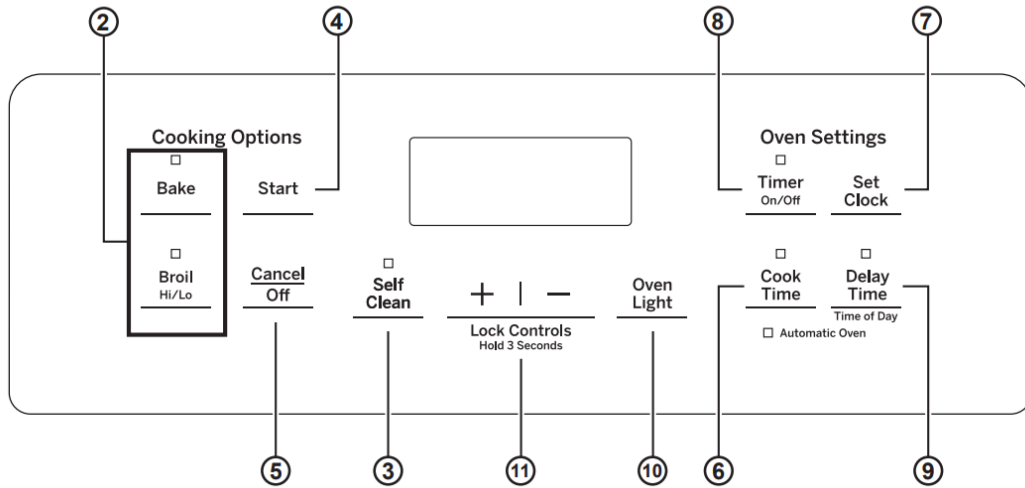 2
8
7
4
Cooking Options
Oven Settings
Bake
Start
Timer
On/Off
Set
Clock
Broil
Hi/Lo
Cancel
Off
Self
Clean
+ | −
Lock Controls
Hold 3 Seconds
Oven
Light
Cook
Time
Delay
Time
Time of Day
Automatic Oven
5
3
11
10
6
9